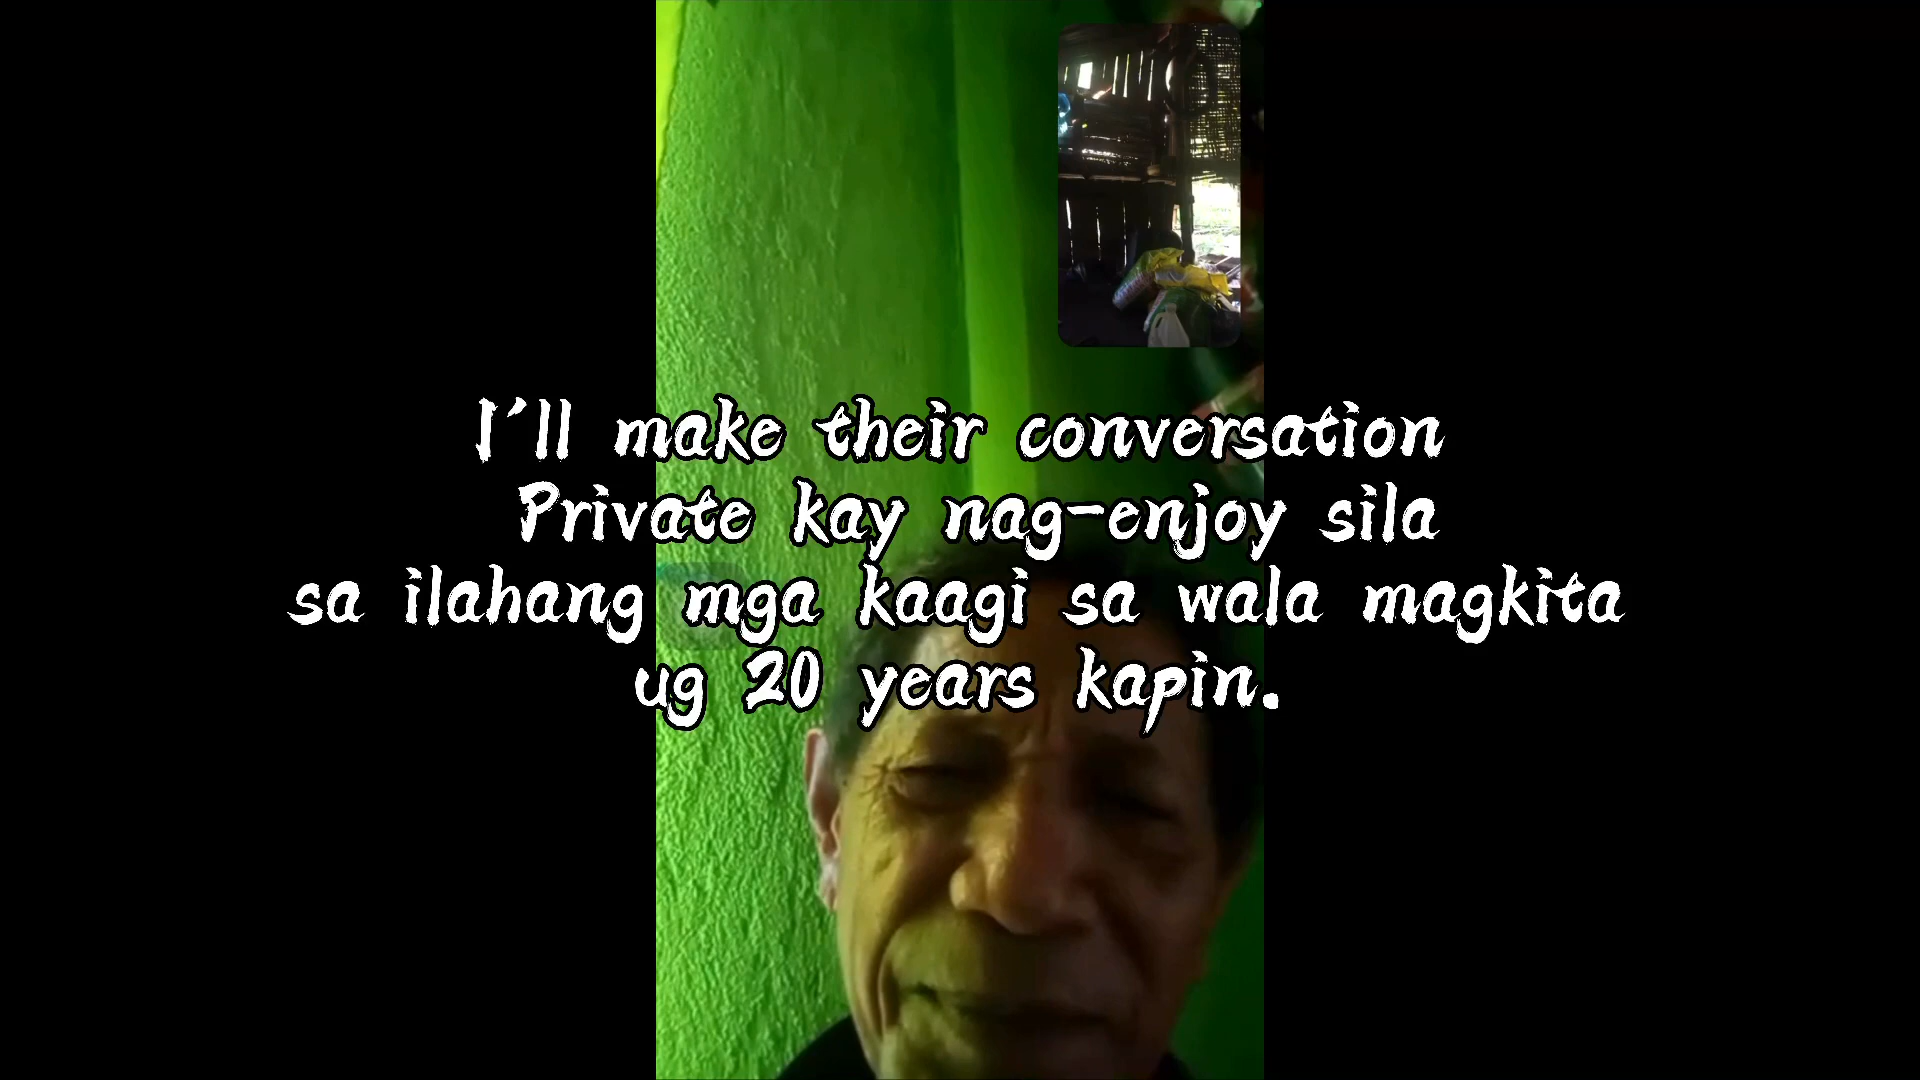 I'll make their conversation
Private kay nag-enjoy sila
sa ilahang mga kaagi sa wala magkita
ug 20 years kapin.